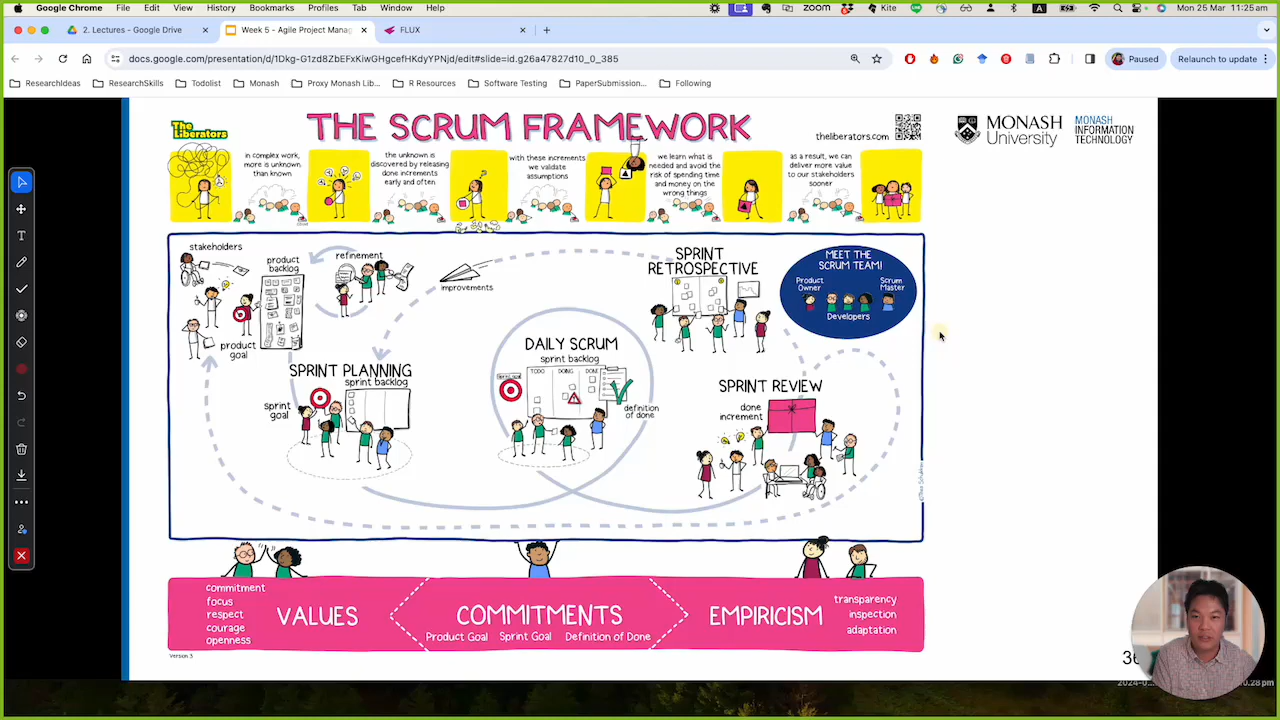 Google Chrome File Edit View History Bookmarks Profiles Tab Window Help
zoom Kite A Mon 25 Mar 11:25 am
2. Lectures - Google Drive
Week 5 - Agile Project Manag
FLUX
docs.google.com/presentation/d/1Dkg-G1zd8ZbEFxKiwGHgcefHKdyYPNjd/edit#slide=id.g26a47827d10_0_385
Paused
Relaunch to update
ResearchIdeas
ResearchSkills
Todolist
Monash
Proxy Monash Lib...
R Resources
Software Testing
PaperSubmission...
Following
The Liberators
THE SCRUM FRAMEWORK
theliberators.com
MONASH
University
MONASH
INFORMATION
TECHNOLOGY
in complex work,
more is unknown
than known
the unknown is
discovered by releasing
done increments
early and often
with these increments
we validate
assumptions
we learn what is
needed and avoid the
risk of spending time
and money on the
wrong things
as a result, we can
deliver more value
to our stakeholders
sooner
stakeholders
product
backlog
refinement
improvements
product
goal
SPRINT
RETROSPECTIVE
MEET THE
SCRUM TEAM!
Product
Owner
Scrum
Master
Developers
SPRINT PLANNING
sprint backlog
sprint
goal
DAILY SCRUM
sprint backlog
TODO DOING DONE
definition
of done
SPRINT REVIEW
done
increment
commitment
focus
respect
courage
openness
VALUES
COMMITMENTS
Product Goal Sprint Goal Definition of Done
EMPIRICISM
transparency
inspection
adaptation
Version 3